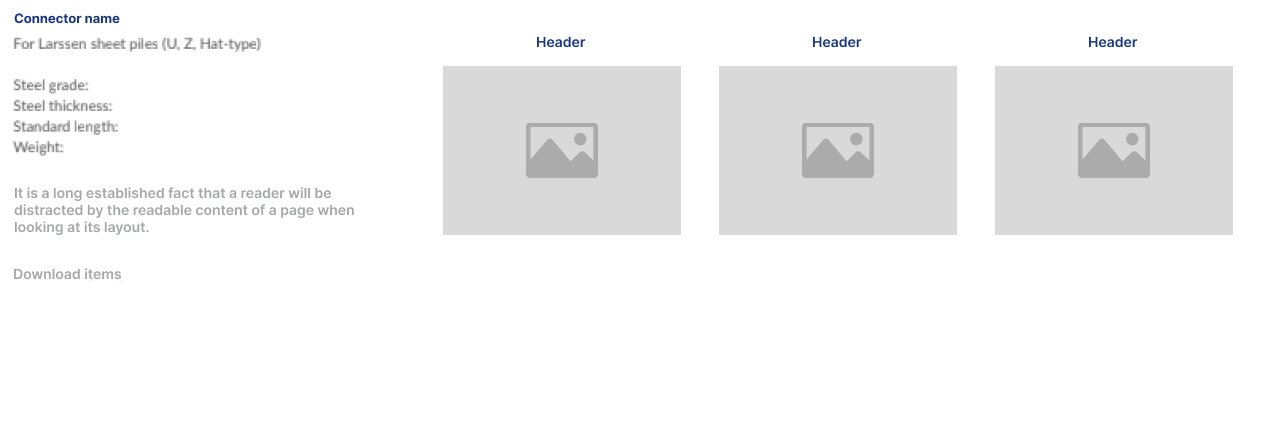 Connector name
For Larssen sheet piles (U, Z, Hat-type)
Steel grade:
Steel thickness:
Standard length:
Weight:
It is a long established fact that a reader will be
distracted by the readable content of a page when
looking at its layout.
Download items
Header
Header
Header